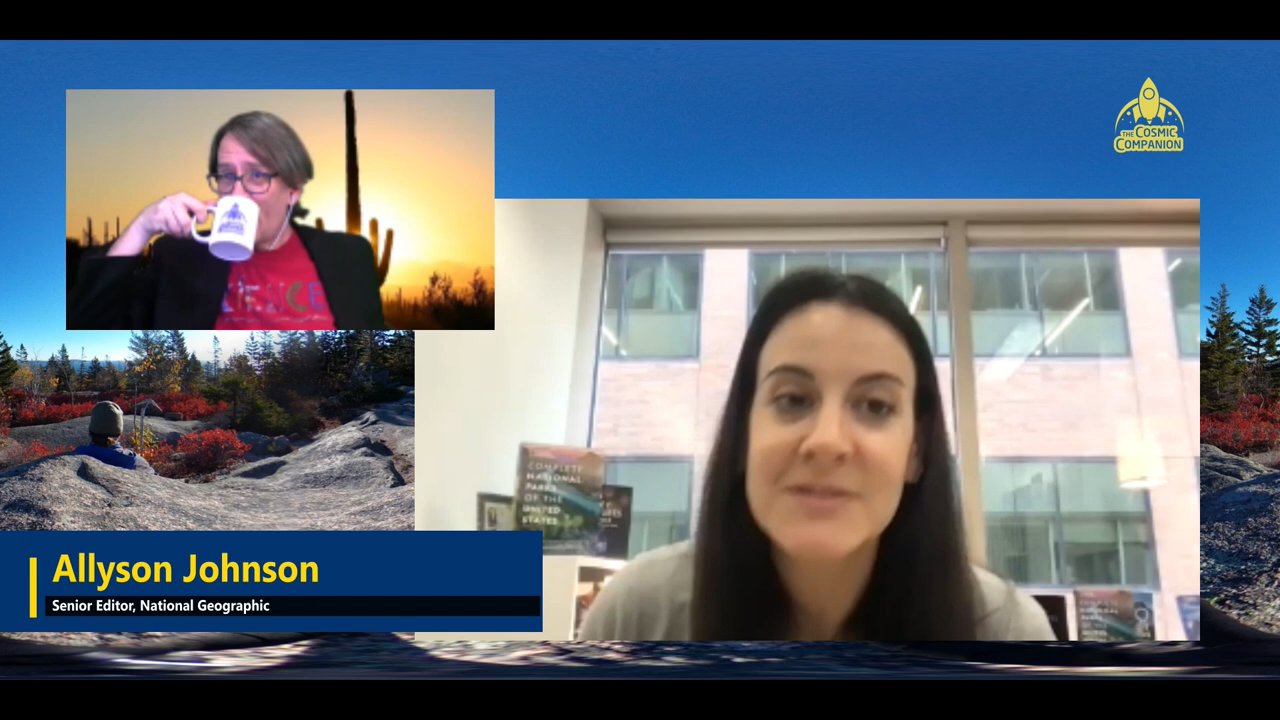 THE COSMIC
COMPANION
COMPLETE
NATIONAL
PARKS
OF THE
UNITED
STATES
Allyson Johnson
Senior Editor, National Geographic